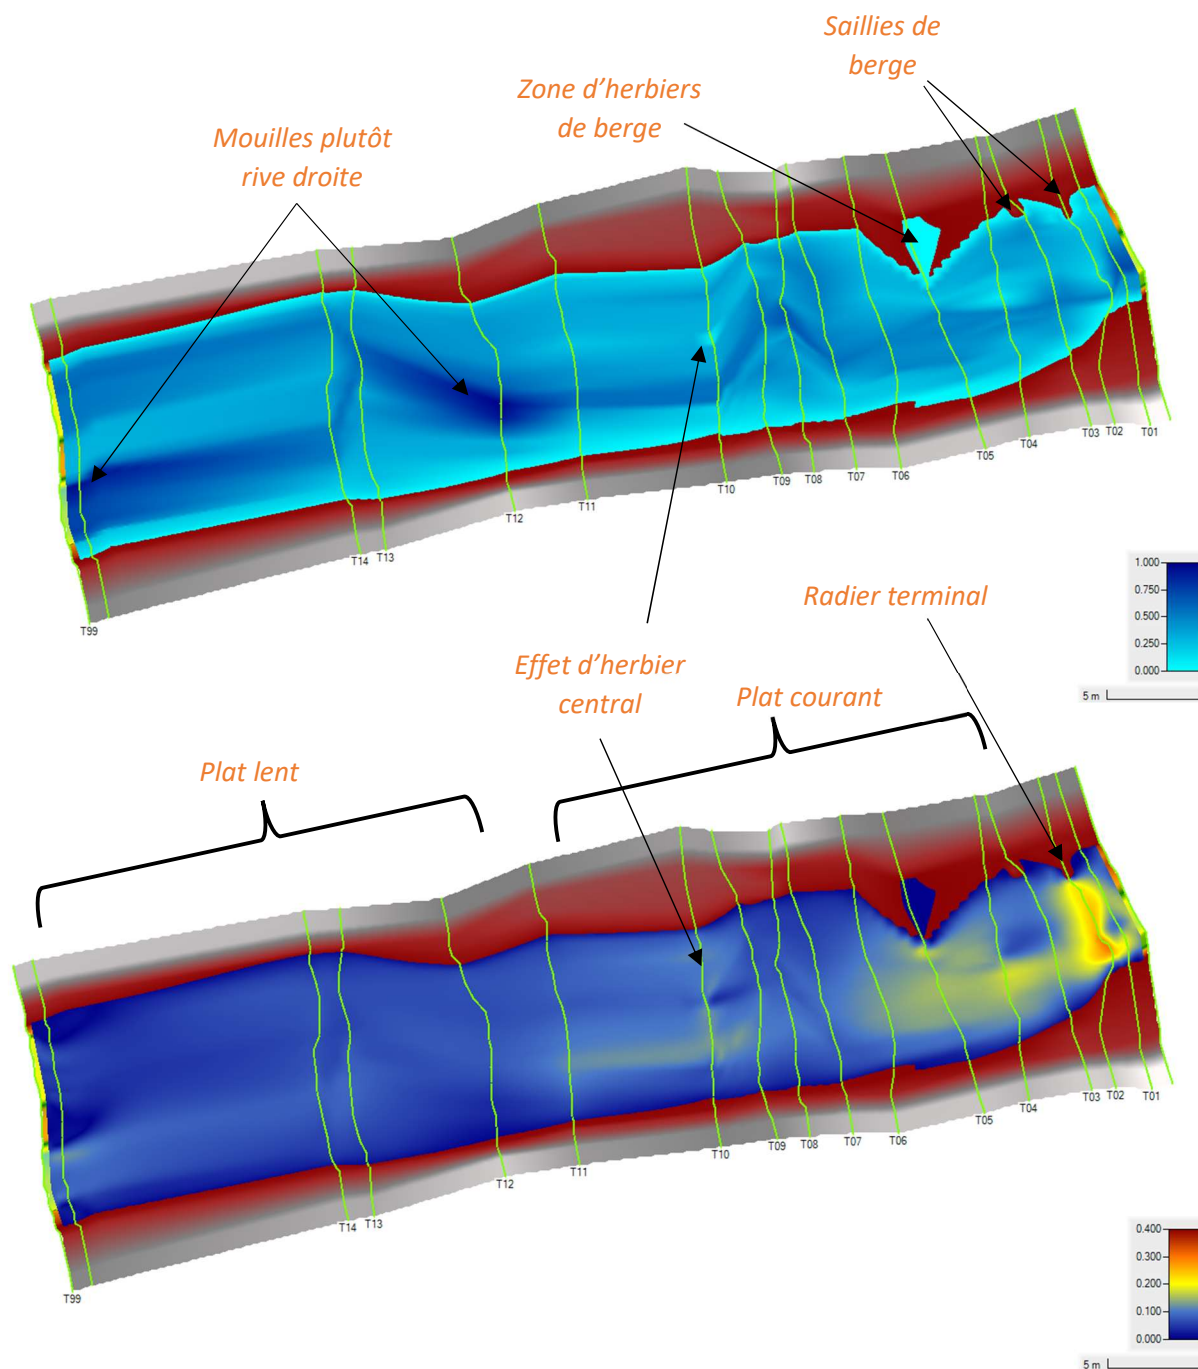 Saillies de
berge
Zone d'herbiers
de berge
Mouilles plutôt
rive droite
T99
T14
T13
T12
T11
T10
T09
T08
T07
T06
T05
T04
T03
T02
T01
1.000
0.750
0.500
0.250
0.000
5 m
Radier terminal
Effet d'herbier
central
Plat courant
Plat lent
T99
T14
T13
T12
T11
T10
T09
T08
T07
T06
T05
T04
T03
T02
T01
0.400
0.300
0.200
0.100
0.000
5 m